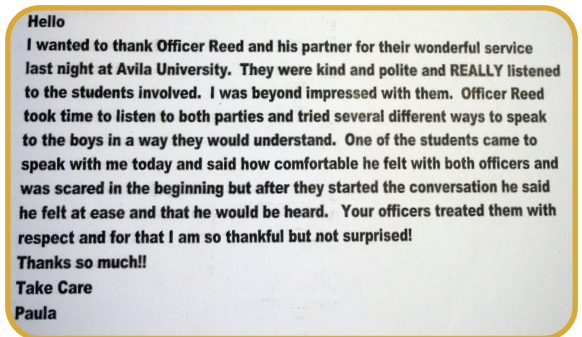 Hello
I wanted to thank Officer Reed and his partner for their wonderful service
last night at Avila University. They were kind and polite and REALLY listened
to the students involved. I was beyond impressed with them. Officer Reed
took time to listen to both parties and tried several different ways to speak
to the boys in a way they would understand. One of the students came to
speak with me today and said how comfortable he felt with both officers and
was scared in the beginning but after they started the conversation he said
he felt at ease and that he would be heard. Your officers treated them with
respect and for that I am so thankful but not surprised!
Thanks so much!!
Take Care
Paula